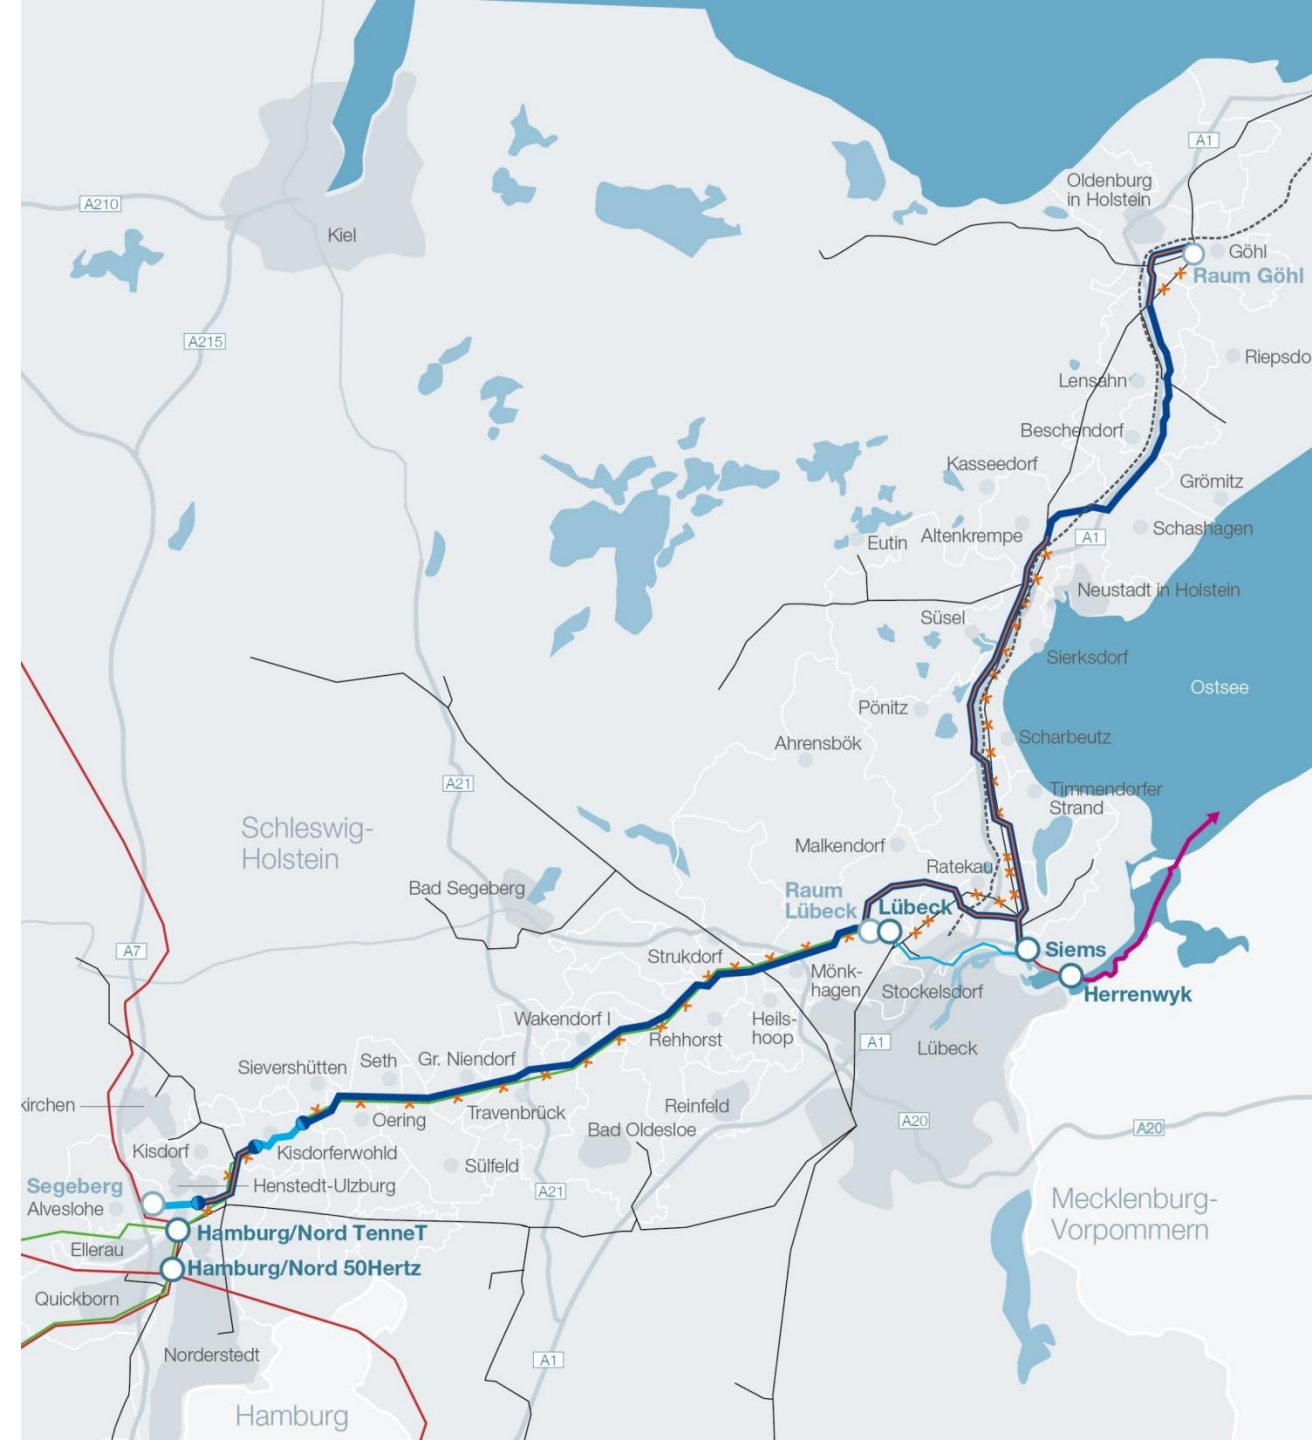 A1
Oldenburg
in Holstein
A210
Kiel
Göhl
Raum Göhl
A215
Riepsdo
Lensahn
Beschendorf
Kasseedorf
Grömitz
Altenkrempe
Schashagen
Eutin
A1
Neustadt in Holstein
Süsel
Sierksdorf
Ostsee
Pönitz
Scharbeutz
Ahrensbök
A21
Timmendorfer
Strand
Schleswig-
Holstein
Malkendorf
Ratekau
Bad Segeberg
Raum
Lübeck
Lübeck
A7
Siems
Strukdorf
Mönk-
hagen
Stockelsdorf
Herrenwyk
Wakendorf I
Rehhorst
Heils-
hoop
A1
Lübeck
Sievershütten
Seth
Gr. Niendorf
kirchen
Oering
Travenbrück
Reinfeld
Bad Oldesloe
A20
A20
Kisdorf
Kisdorferwohld
Sülfeld
Segeberg
Henstedt-Ulzburg
A21
Alveslohe
Mecklenburg-
Vorpommern
Hamburg/Nord TenneT
Ellerau
Hamburg/Nord 50Hertz
Quickborn
Norderstedt
A1
Hamburg